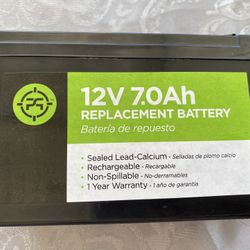 12V 7.0Ah
REPLACEMENT BATTERY
Batería de repuesto
• Sealed Lead-Calcium - Selladas de plomo calcio
• Rechargeable - Recargable
• Non-Spillable - No-derramables
• 1 Year Warranty - 1 año de garantía